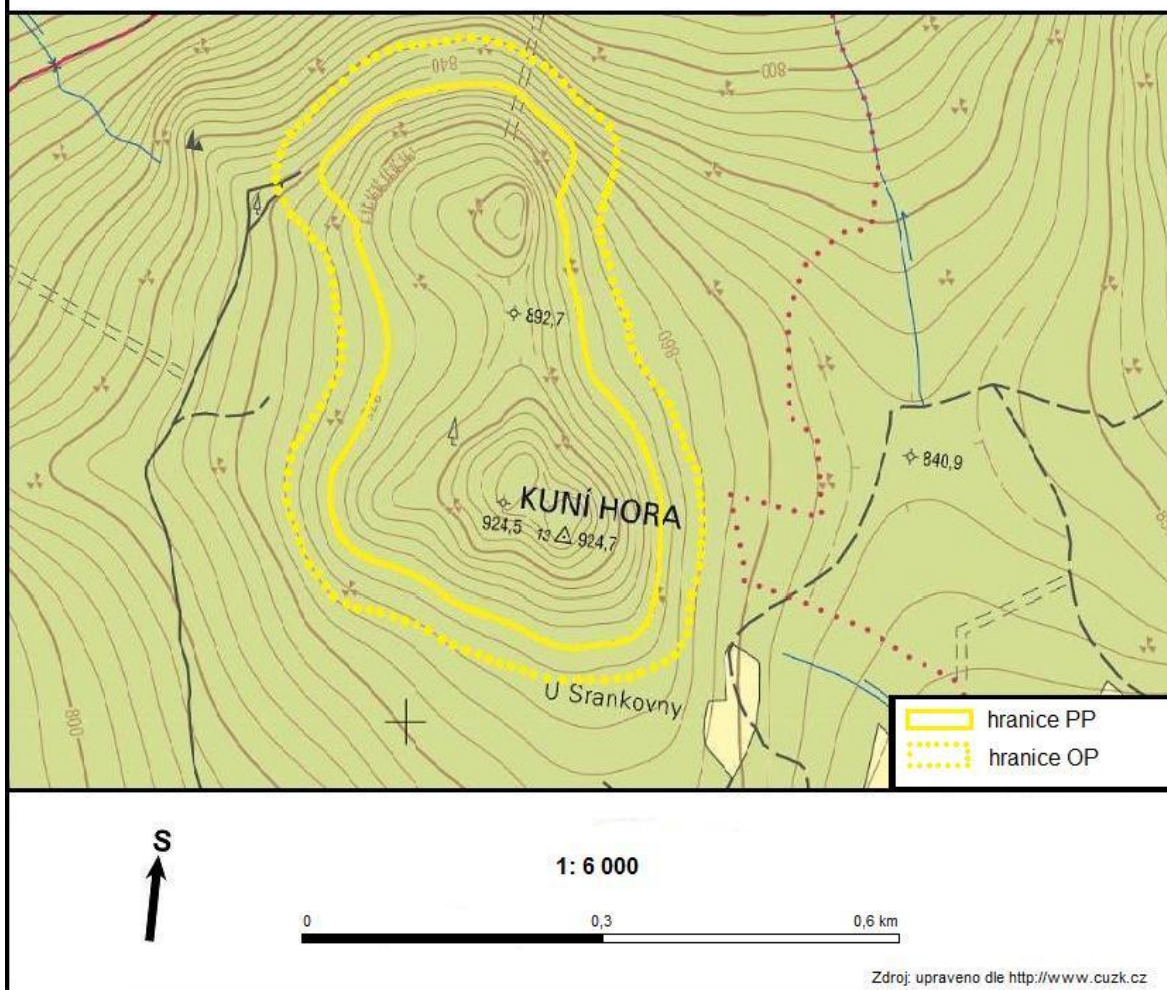 840
800
892,7
860
840,9
KUNÍ HORA
924,5
13
924,7
U Šrankovny
800
hranice PP
hranice OP
S
1: 6 000
0
0,3
0,6 km
Zdroj: upraveno dle http://www.cuzk.cz